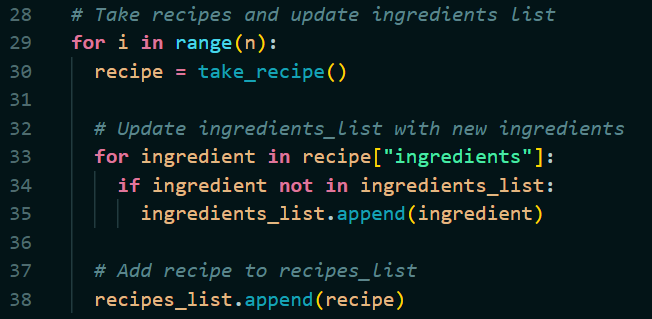 28 # Take recipes and update ingredients list
29 for i in range(n):
30   recipe = take_recipe()
31
32   # Update ingredients_list with new ingredients
33   for ingredient in recipe["ingredients"]:
34     if ingredient not in ingredients_list:
35       ingredients_list.append(ingredient)
36
37   # Add recipe to recipes_list
38   recipes_list.append(recipe)